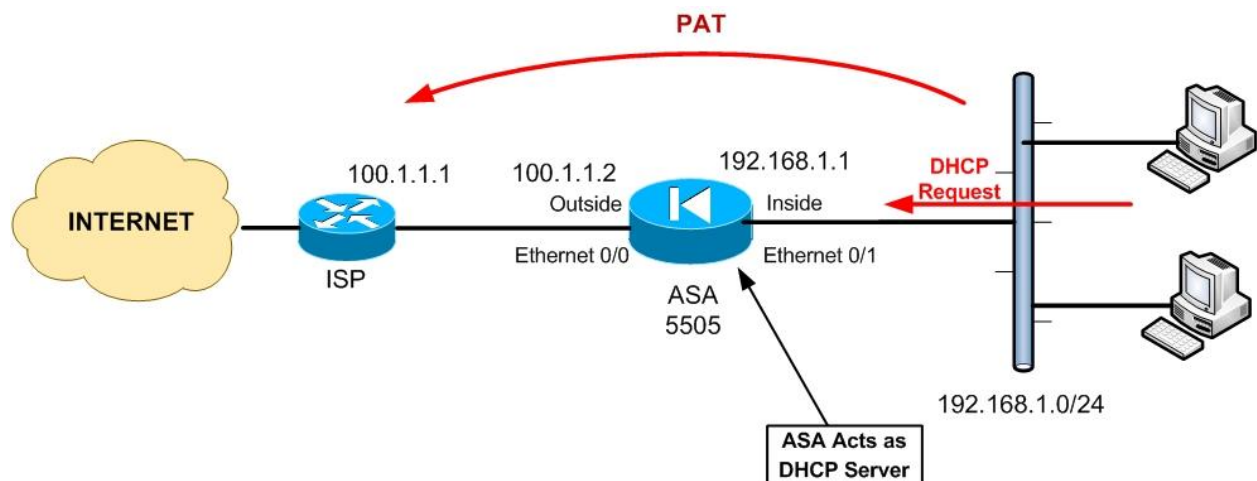 PAT
100.1.1.1
100.1.1.2
192.168.1.1
DHCP
Request
INTERNET
Outside
Inside
Ethernet 0/0
Ethernet 0/1
ISP
ASA
5505
192.168.1.0/24
ASA Acts as
DHCP Server